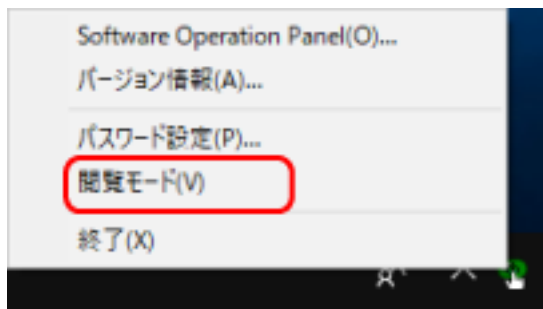 Software Operation Panel(O)...
バージョン情報(A)...
パスワード設定(P)...
閲覧モード(V)
終了(X)